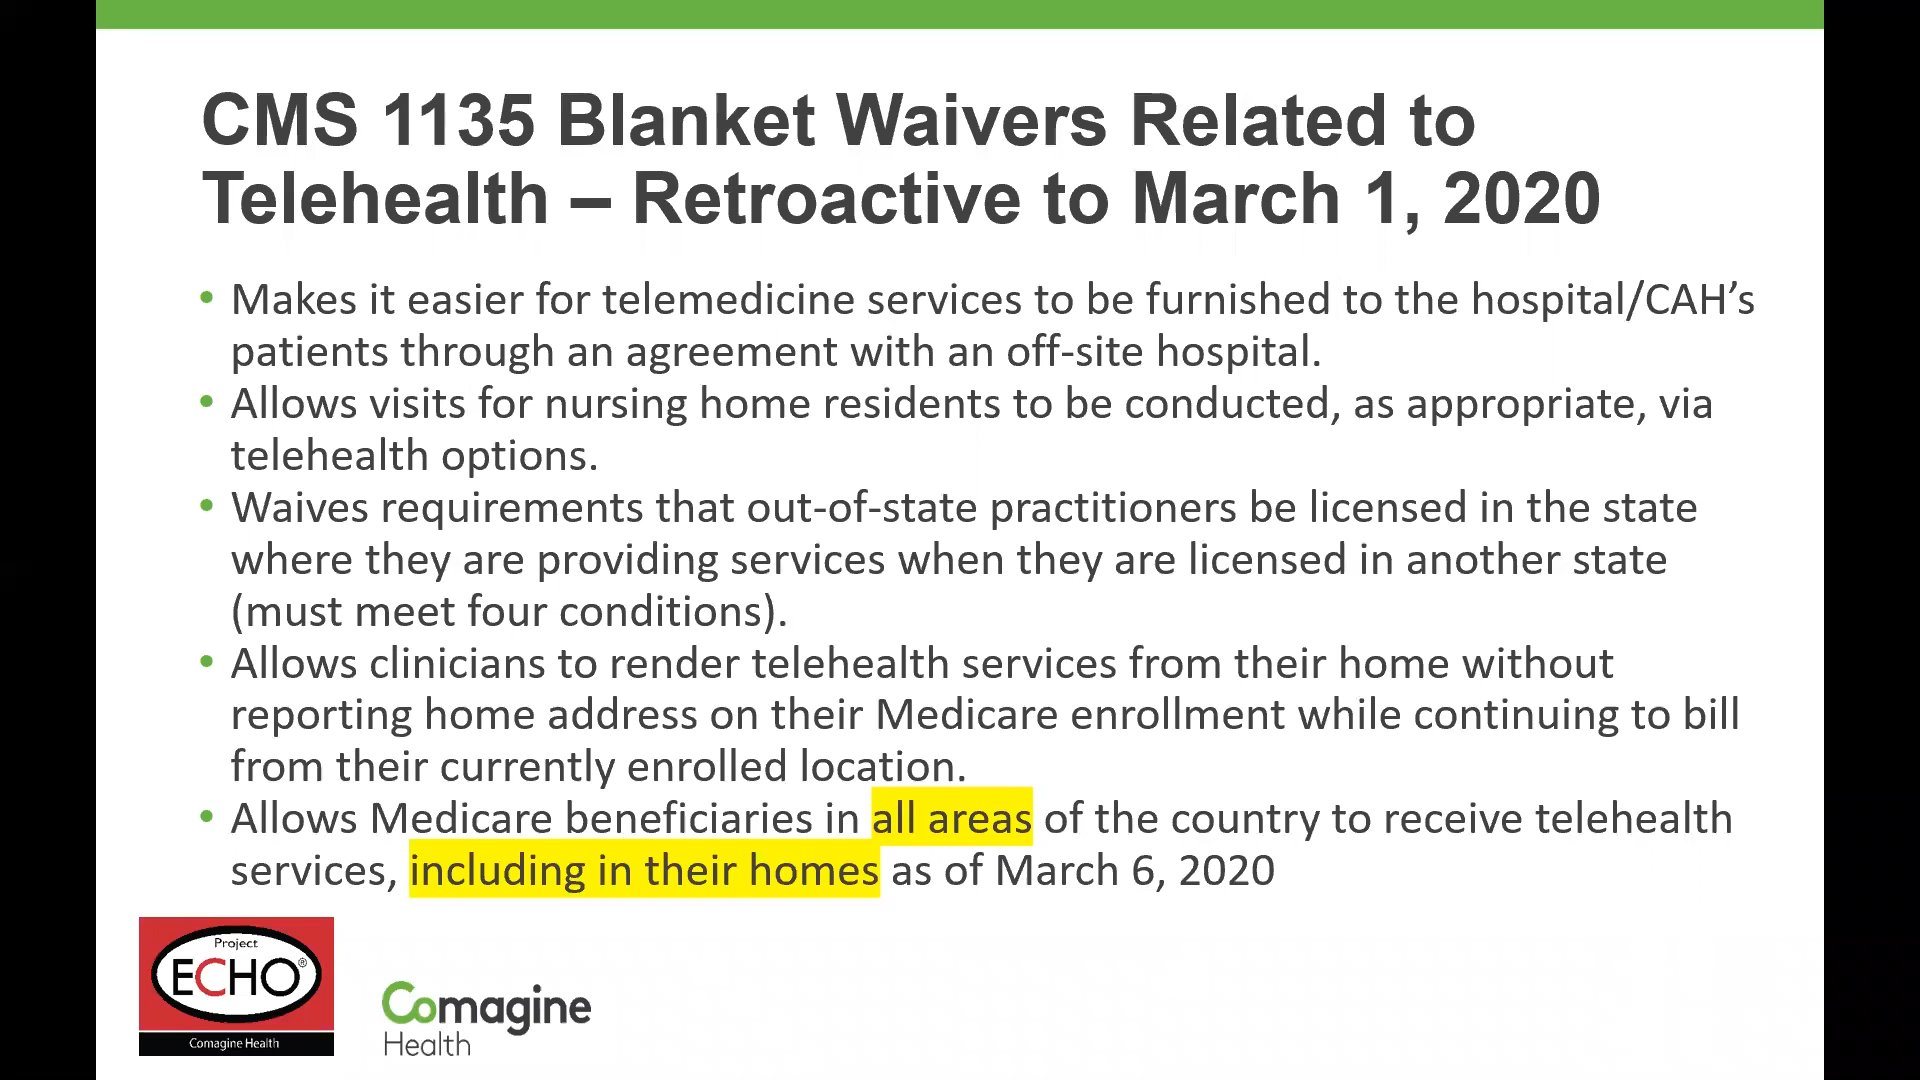 CMS 1135 Blanket Waivers Related to
Telehealth – Retroactive to March 1, 2020
• Makes it easier for telemedicine services to be furnished to the hospital/CAH’s
patients through an agreement with an off-site hospital.
• Allows visits for nursing home residents to be conducted, as appropriate, via
telehealth options.
• Waives requirements that out-of-state practitioners be licensed in the state
where they are providing services when they are licensed in another state
(must meet four conditions).
• Allows clinicians to render telehealth services from their home without
reporting home address on their Medicare enrollment while continuing to bill
from their currently enrolled location.
• Allows Medicare beneficiaries in all areas of the country to receive telehealth
services, including in their homes as of March 6, 2020
Project
ECHO®
Comagine Health
Comagine
Health